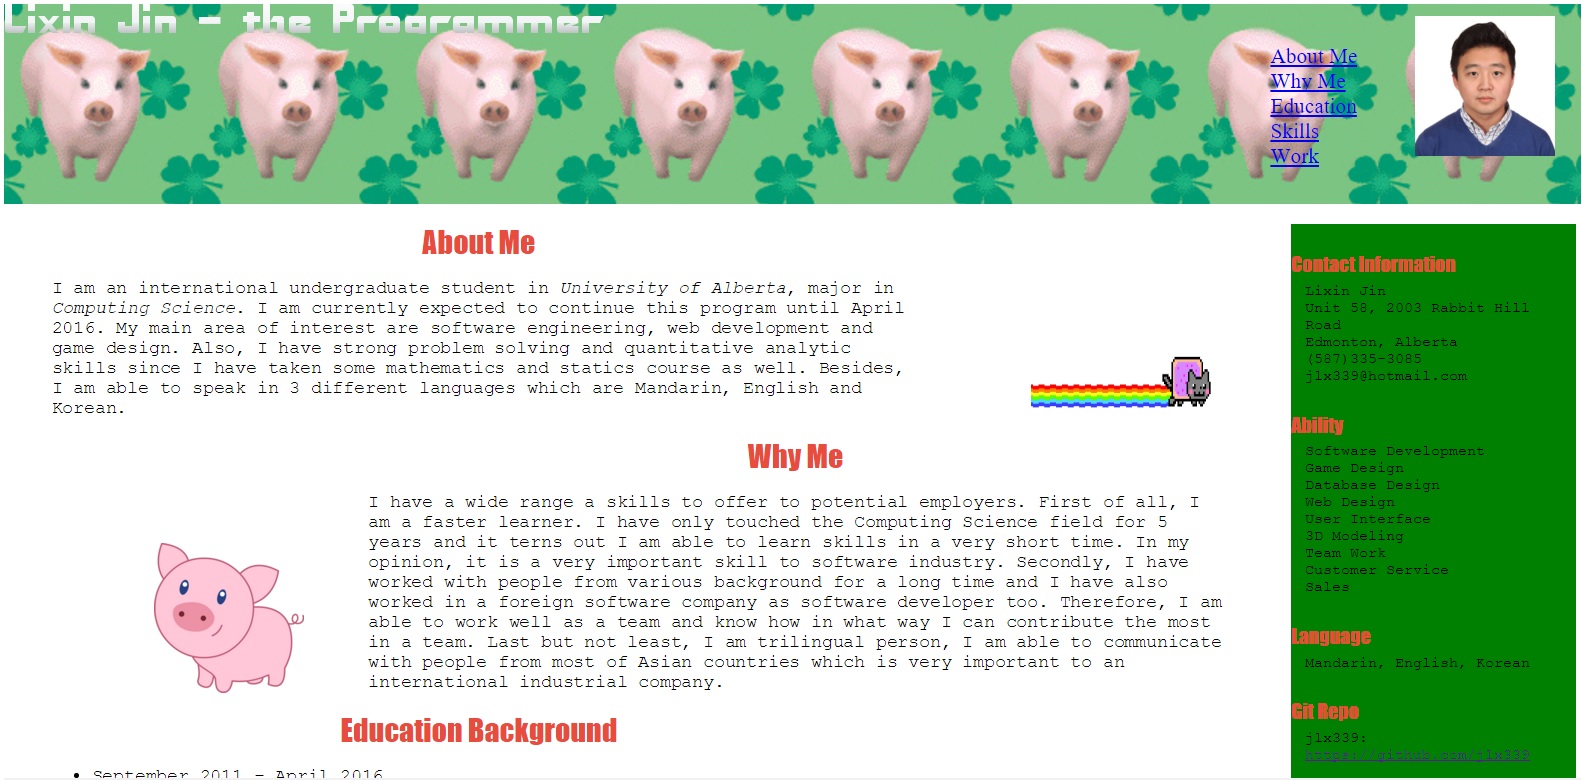 Lixin Jin - the Programmer
About Me
Why Me
Education
Skills
Work
About Me
I am an international undergraduate student in University of Alberta, major in
Computing Science. I am currently expected to continue this program until April
2016. My main area of interest are software engineering, web development and
game design. Also, I have strong problem solving and quantitative analytic
skills since I have taken some mathematics and statics course as well. Besides,
I am able to speak in 3 different languages which are Mandarin, English and
Korean.
Why Me
I have a wide range a skills to offer to potential employers. First of all, I
am a faster learner. I have only touched the Computing Science field for 5
years and it terns out I am able to learn skills in a very short time. In my
opinion, it is a very important skill to software industry. Secondly, I have
worked with people from various background for a long time and I have also
worked in a foreign software company as software developer too. Therefore, I am
able to work well as a team and know how in what way I can contribute the most
in a team. Last but not least, I am trilingual person, I am able to communicate
with people from most of Asian countries which is very important to an
international industrial company.
Education Background
• September 2011 - April 2016
Contact Information
Lixin Jin
Unit 58, 2003 Rabbit Hill
Road
Edmonton, Alberta
(587)335-3085
jlx339@hotmail.com
Ability
Software Development
Game Design
Database Design
Web Design
User Interface
3D Modeling
Team Work
Customer Service
Sales
Language
Mandarin, English, Korean
Git Repo
jlx339:
https://github.com/jlx339